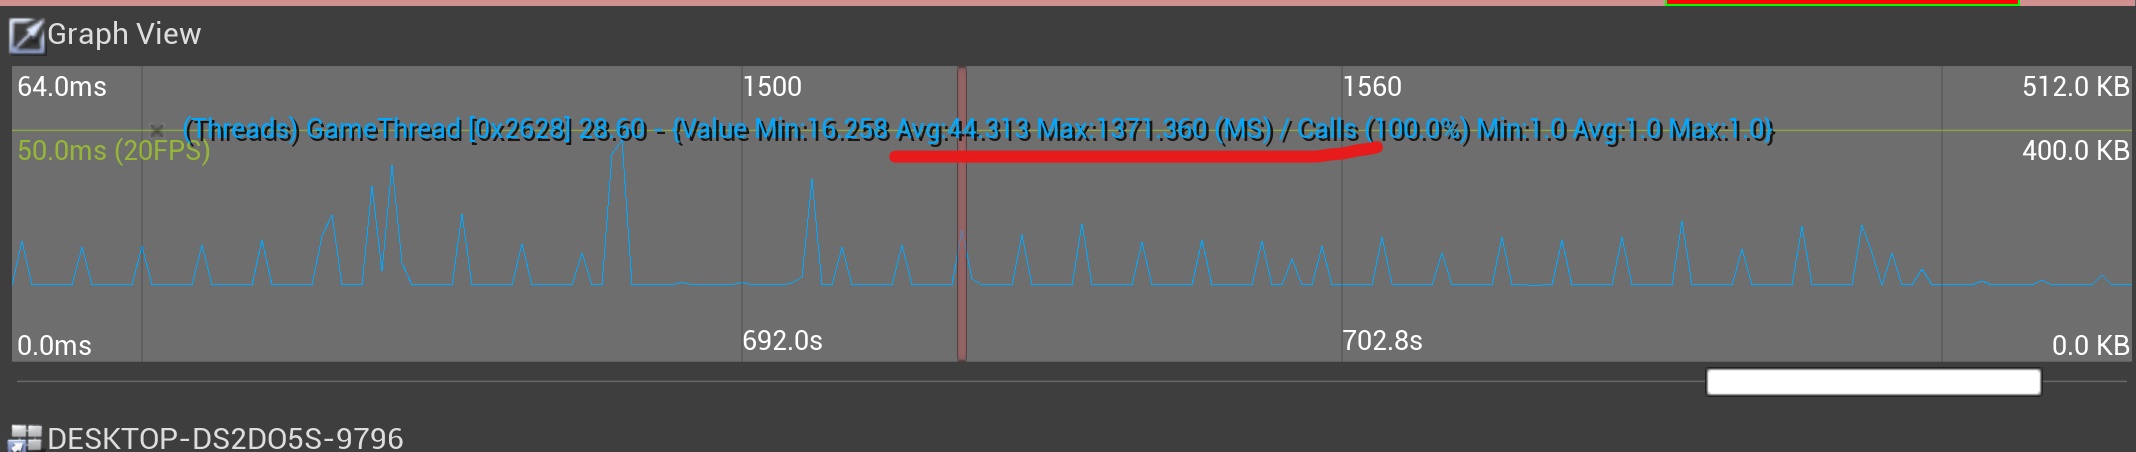 Graph View
64.0ms 1500 1560 512.0 KB
(Threads) GameThread [0x2628] 28.60 - {Value Min:16.258 Avg:44.313 Max:1371.360 (MS) / Calls (100.0%) Min:1.0 Avg:1.0 Max:1.0}
50.0ms (20FPS) 400.0 KB
0.0ms 692.0s 702.8s 0.0 KB
DESKTOP-DS2DO5S-9796